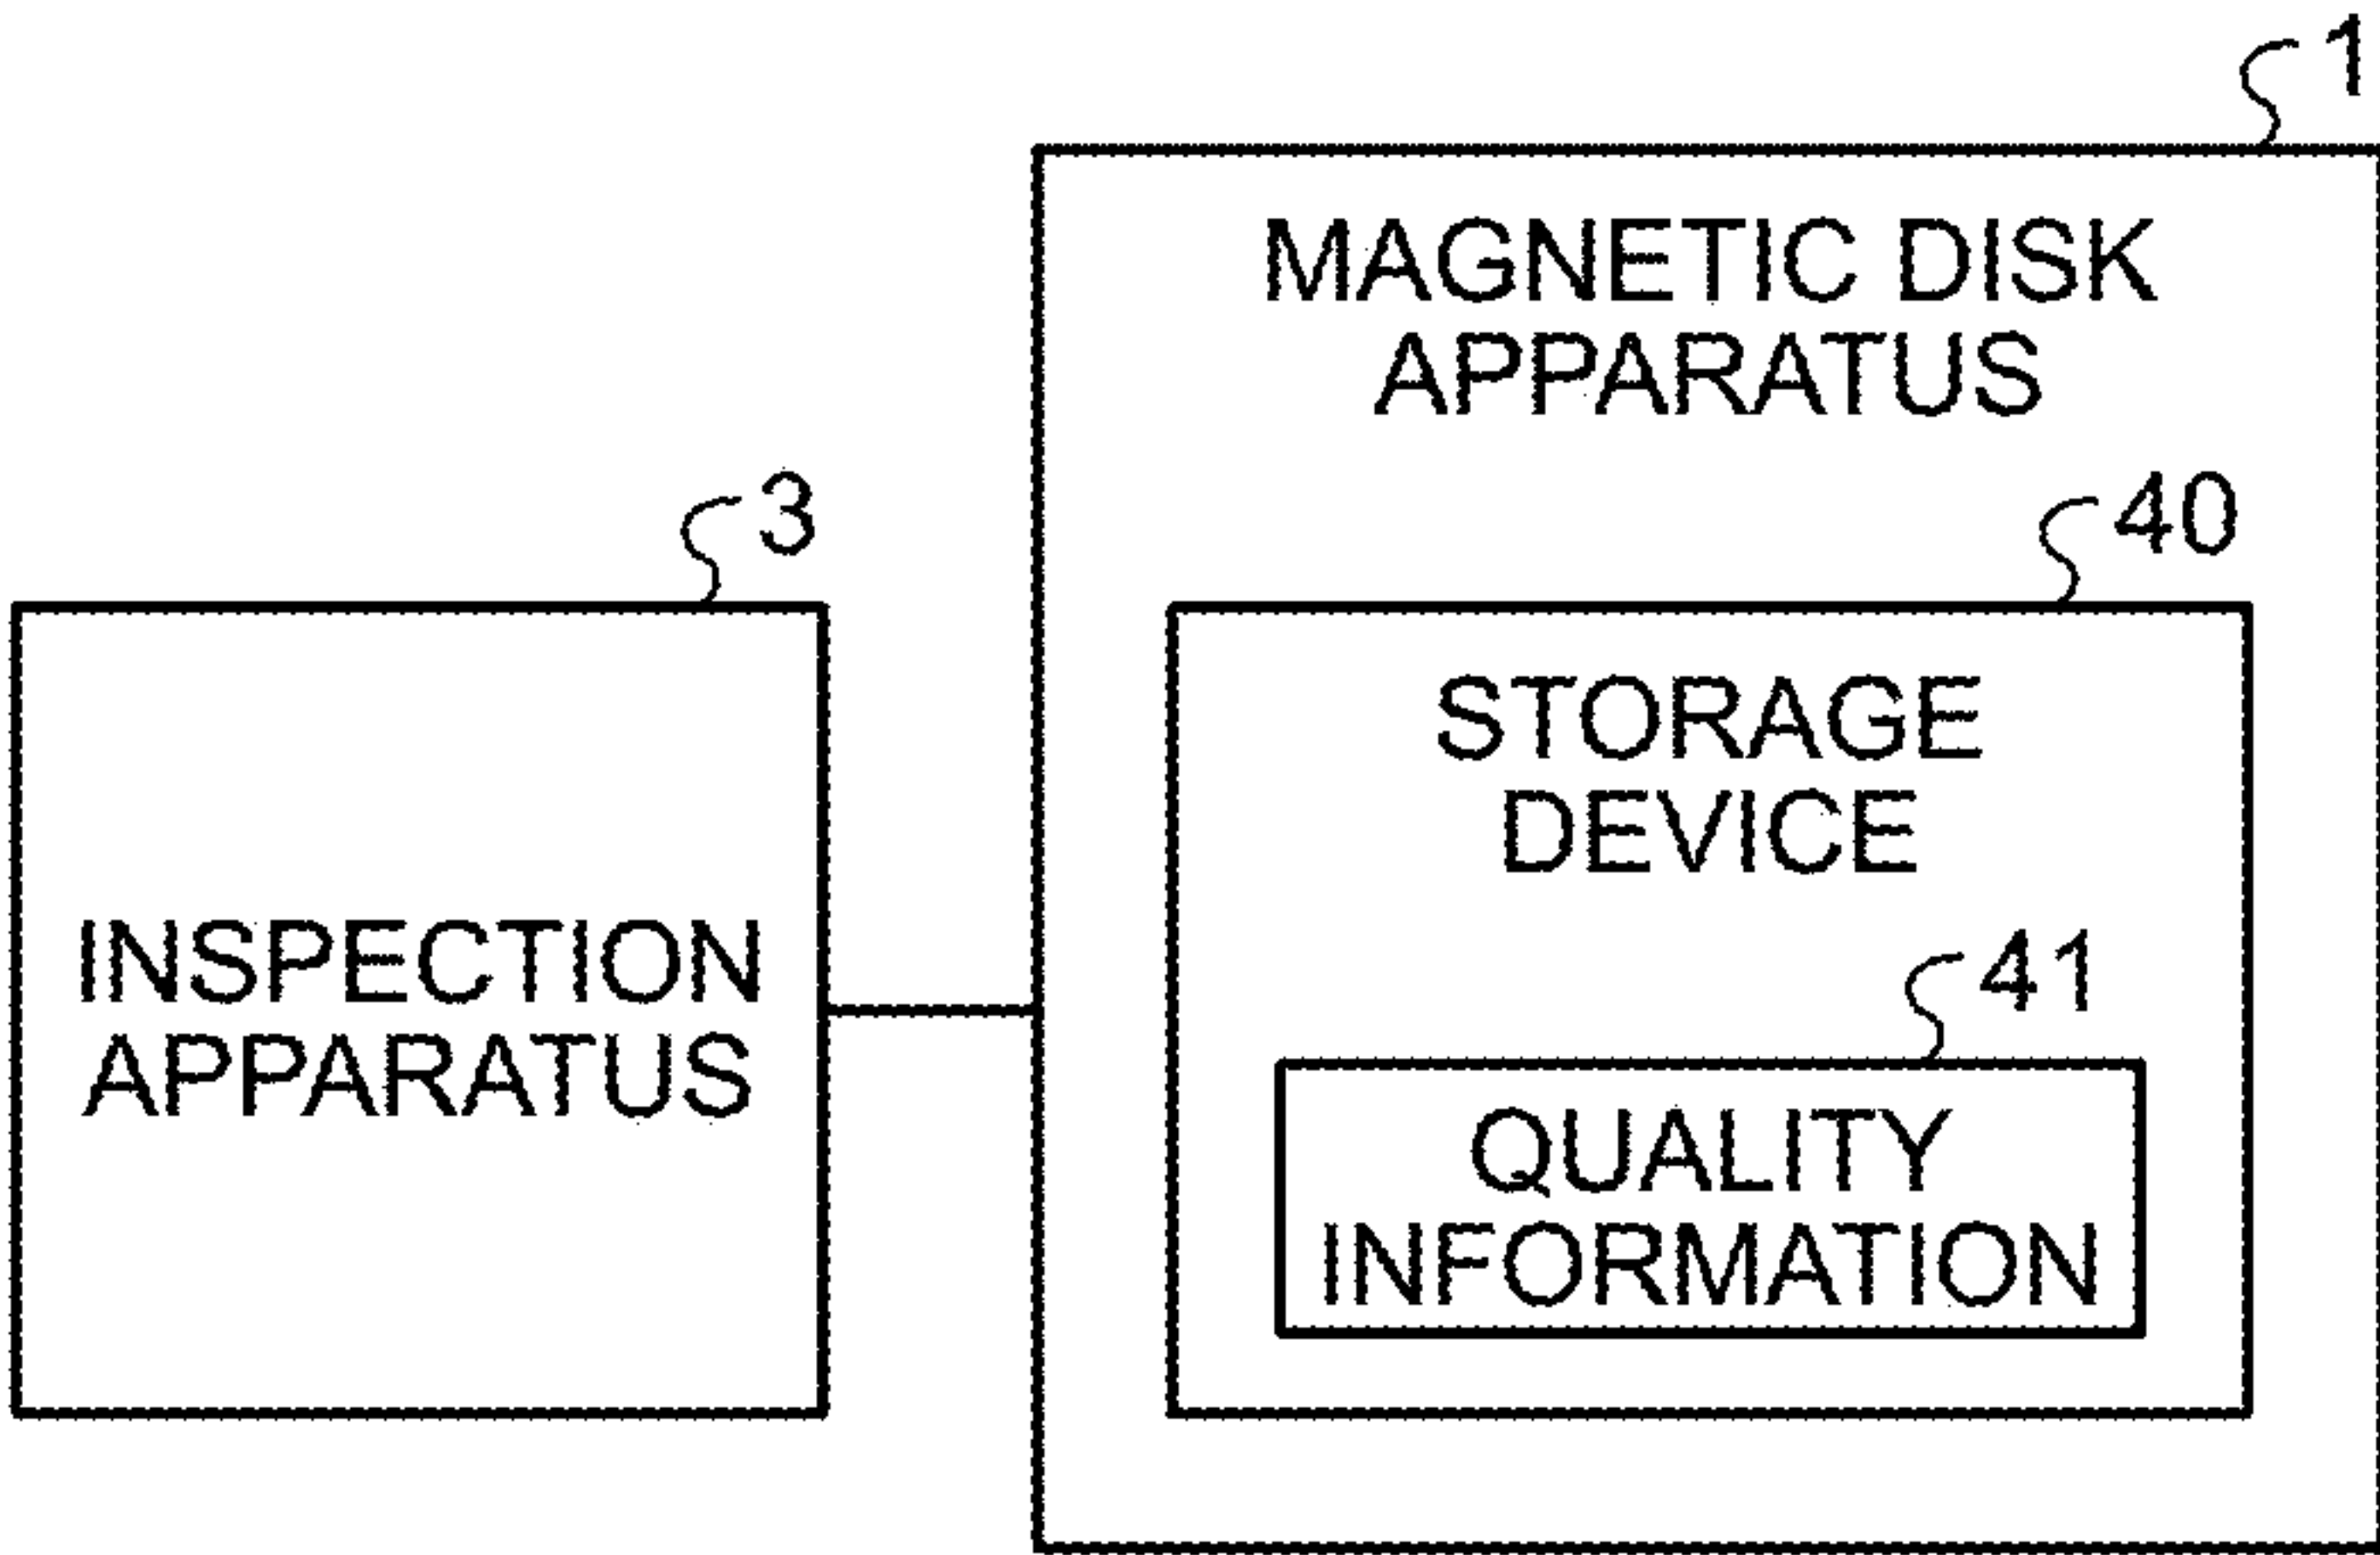 1
MAGNETIC DISK
APPARATUS
3
40
STORAGE
DEVICE
INSPECTION
APPARATUS
41
QUALITY
INFORMATION